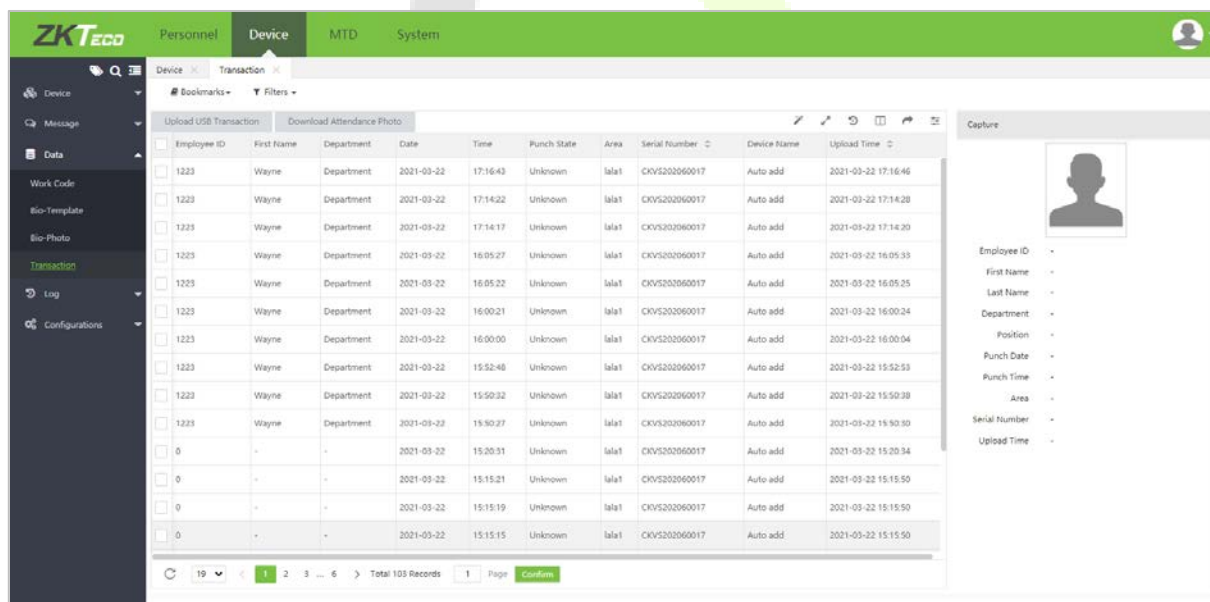 ZKTeco Personnel Device MTD System
Device Transaction
Bookmarks Filters
Device
Message
Data
Work Code
Bio-Template
Bio-Photo
Transaction
Log
Configurations
Upload USB Transaction Download Attendance Photo
Employee ID First Name Department Date Time Punch State Area Serial Number Device Name Upload Time
1223 Wayne Department 2021-03-22 17:16:43 Unknown lala1 CKVS202060017 Auto add 2021-03-22 17:16:46
1223 Wayne Department 2021-03-22 17:14:22 Unknown lala1 CKVS202060017 Auto add 2021-03-22 17:14:28
1223 Wayne Department 2021-03-22 17:14:17 Unknown lala1 CKVS202060017 Auto add 2021-03-22 17:14:20
1223 Wayne Department 2021-03-22 16:05:27 Unknown lala1 CKVS202060017 Auto add 2021-03-22 16:05:33
1223 Wayne Department 2021-03-22 16:05:22 Unknown lala1 CKVS202060017 Auto add 2021-03-22 16:05:25
1223 Wayne Department 2021-03-22 16:00:21 Unknown lala1 CKVS202060017 Auto add 2021-03-22 16:00:24
1223 Wayne Department 2021-03-22 16:00:00 Unknown lala1 CKVS202060017 Auto add 2021-03-22 16:00:04
1223 Wayne Department 2021-03-22 15:52:48 Unknown lala1 CKVS202060017 Auto add 2021-03-22 15:52:53
1223 Wayne Department 2021-03-22 15:50:32 Unknown lala1 CKVS202060017 Auto add 2021-03-22 15:50:38
1223 Wayne Department 2021-03-22 15:50:27 Unknown lala1 CKVS202060017 Auto add 2021-03-22 15:50:30
0 - - 2021-03-22 15:20:31 Unknown lala1 CKVS202060017 Auto add 2021-03-22 15:20:34
0 - - 2021-03-22 15:15:21 Unknown lala1 CKVS202060017 Auto add 2021-03-22 15:15:50
0 - - 2021-03-22 15:15:19 Unknown lala1 CKVS202060017 Auto add 2021-03-22 15:15:50
0 - - 2021-03-22 15:15:15 Unknown lala1 CKVS202060017 Auto add 2021-03-22 15:15:50
19 < 1 2 3 ... 6 > Total 103 Records 1 Page Confirm
Capture
Employee ID -
First Name -
Last Name -
Department -
Position -
Punch Date -
Punch Time -
Area -
Serial Number -
Upload Time -